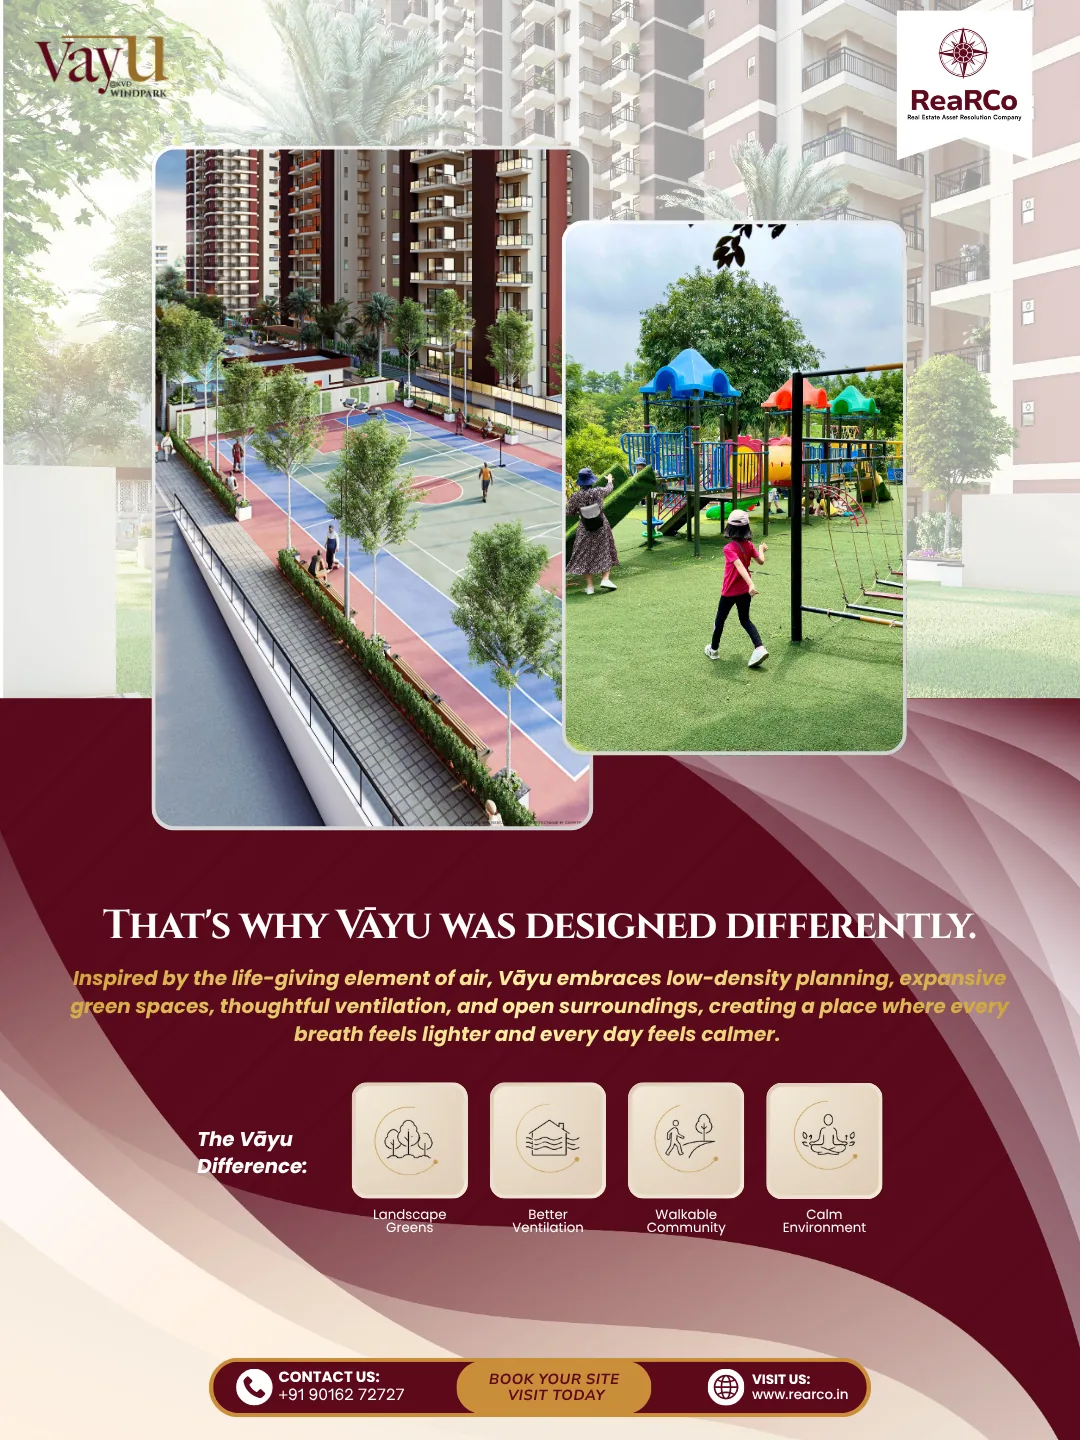 Vayu
@KVD
WINDPARK
ReaRCo
Real Estate Asset Resolution Company
THAT'S WHY VĀYU WAS DESIGNED DIFFERENTLY.
Inspired by the life-giving element of air, Vāyu embraces low-density planning, expansive
green spaces, thoughtful ventilation, and open surroundings, creating a place where every
breath feels lighter and every day feels calmer.
The Vāyu
Difference:
Landscape
Greens
Better
Ventilation
Walkable
Community
Calm
Environment
CONTACT US:
+91 90162 72727
BOOK YOUR SITE
VISIT TODAY
VISIT US:
www.rearco.in